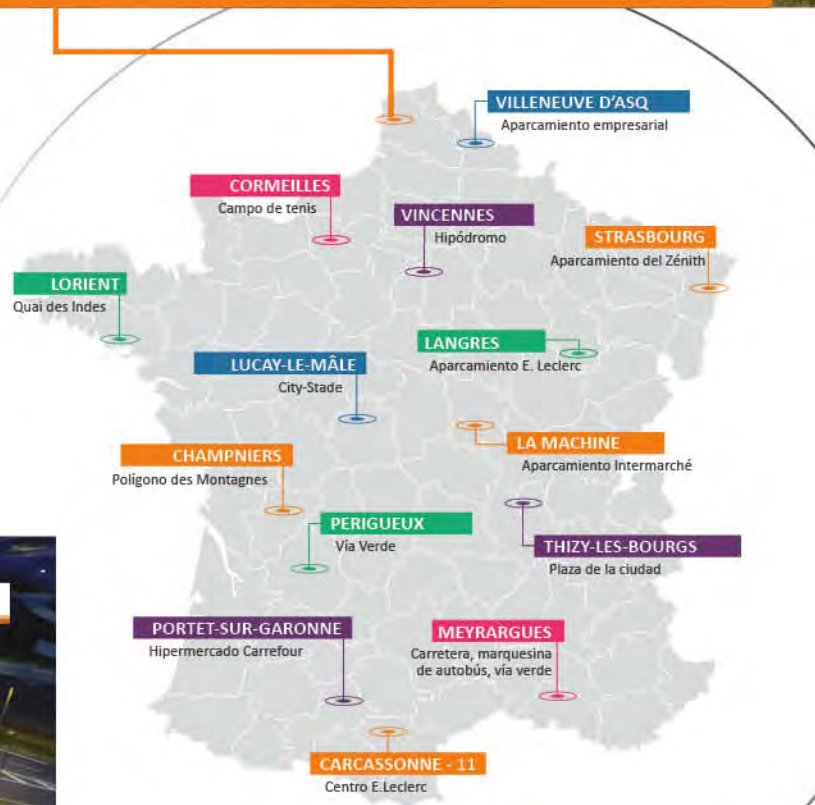 VILLENEUVE D'ASQ
Aparcamiento empresarial
CORMEILLES
Campo de tenis
VINCENNES
Hipódromo
STRASBOURG
Aparcamiento del Zénith
LORIENT
Quai des Indes
LANGRES
Aparcamiento E. Leclerc
LUCAY-LE-MÂLE
City-Stade
LA MACHINE
Aparcamiento Intermarché
CHAMPNIERS
Polígono des Montagnes
PERIGUEUX
Vía Verde
THIZY-LES-BOURGS
Plaza de la ciudad
PORTET-SUR-GARONNE
Hipermercado Carrefour
MEYRARGUES
Carretera, marquesina
de autobús, vía verde
CARCASSONNE - 11
Centro E.Leclerc